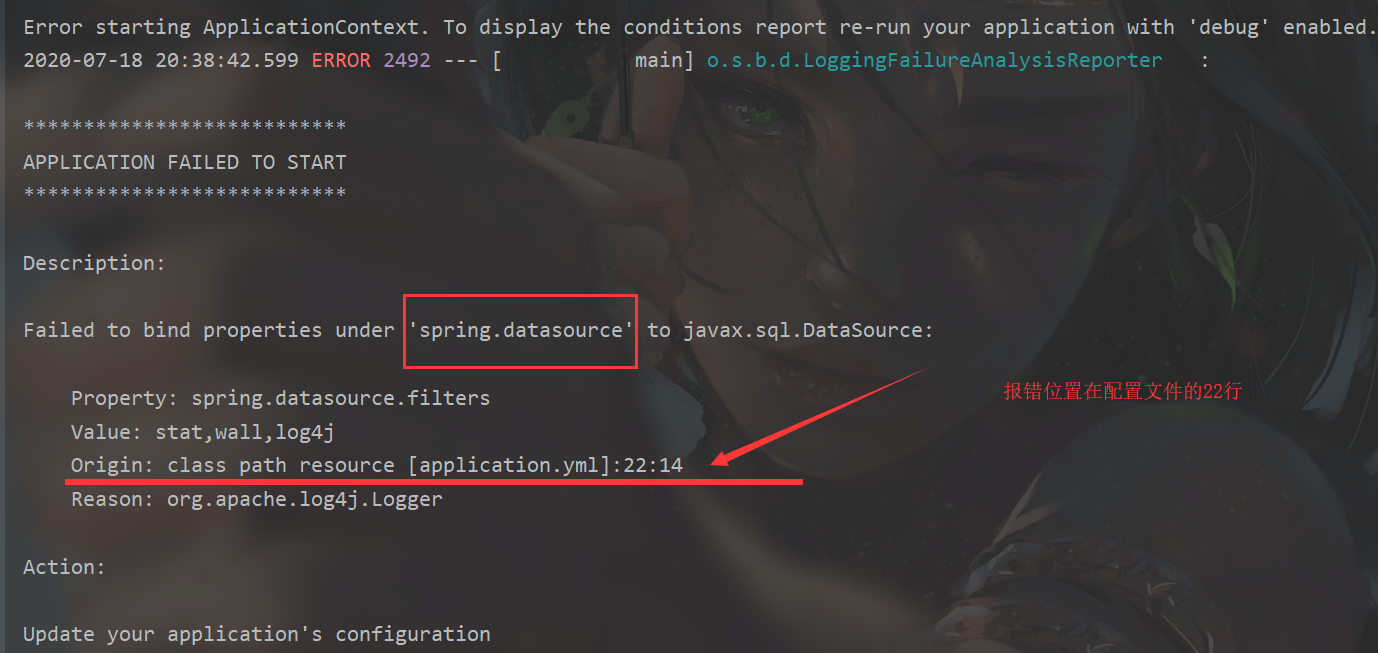 Error starting ApplicationContext. To display the conditions report re-run your application with 'debug' enabled.
2020-07-18 20:38:42.599 ERROR 2492 --- [           main] o.s.b.d.LoggingFailureAnalysisReporter   :
***************************
APPLICATION FAILED TO START
***************************
Description:
Failed to bind properties under 'spring.datasource' to javax.sql.DataSource:
Property: spring.datasource.filters
报错位置在配置文件的22行
Value: stat,wall,log4j
Origin: class path resource [application.yml]:22:14
Reason: org.apache.log4j.Logger
Action:
Update your application's configuration